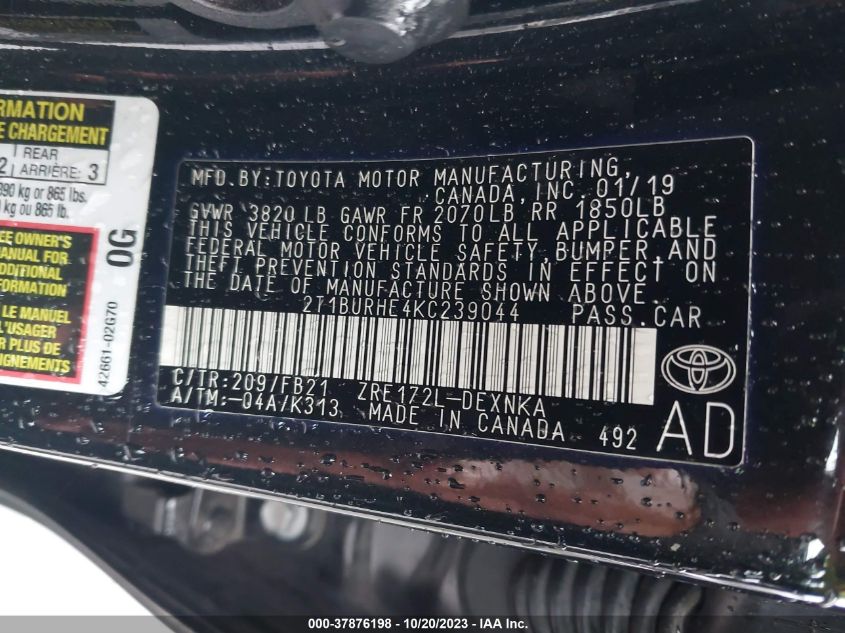 RMATION
E CHARGEMENT
2 REAR
ARRIÈRE: 3
390 kg or 865 lbs.
kg ou 865 lb.
EE OWNER'S
MANUAL FOR
ADDITIONAL
FORMATION
LE MANUEL
L'USAGER
R PLUS DE
IGNEMENTS
0G
42661-02G70
MFD.BY:TOYOTA MOTOR MANUFACTURING,
CANADA, INC. 01/19
GVWR 3820 LB GAWR FR 2070LB RR 1850LB
THIS VEHICLE CONFORMS TO ALL APPLICABLE
FEDERAL MOTOR VEHICLE SAFETY,BUMPER,AND
THEFT PREVENTION STANDARDS IN EFFECT ON
THE DATE OF MANUFACTURE SHOWN ABOVE.
2T1BURHE4KC239044 PASS.CAR
C/TR:209/FB21 ZRE172L-DEXNKA
A/TM:-04A/K313 MADE IN CANADA 492
AD
000-37876198 - 10/20/2023 - IAA Inc.